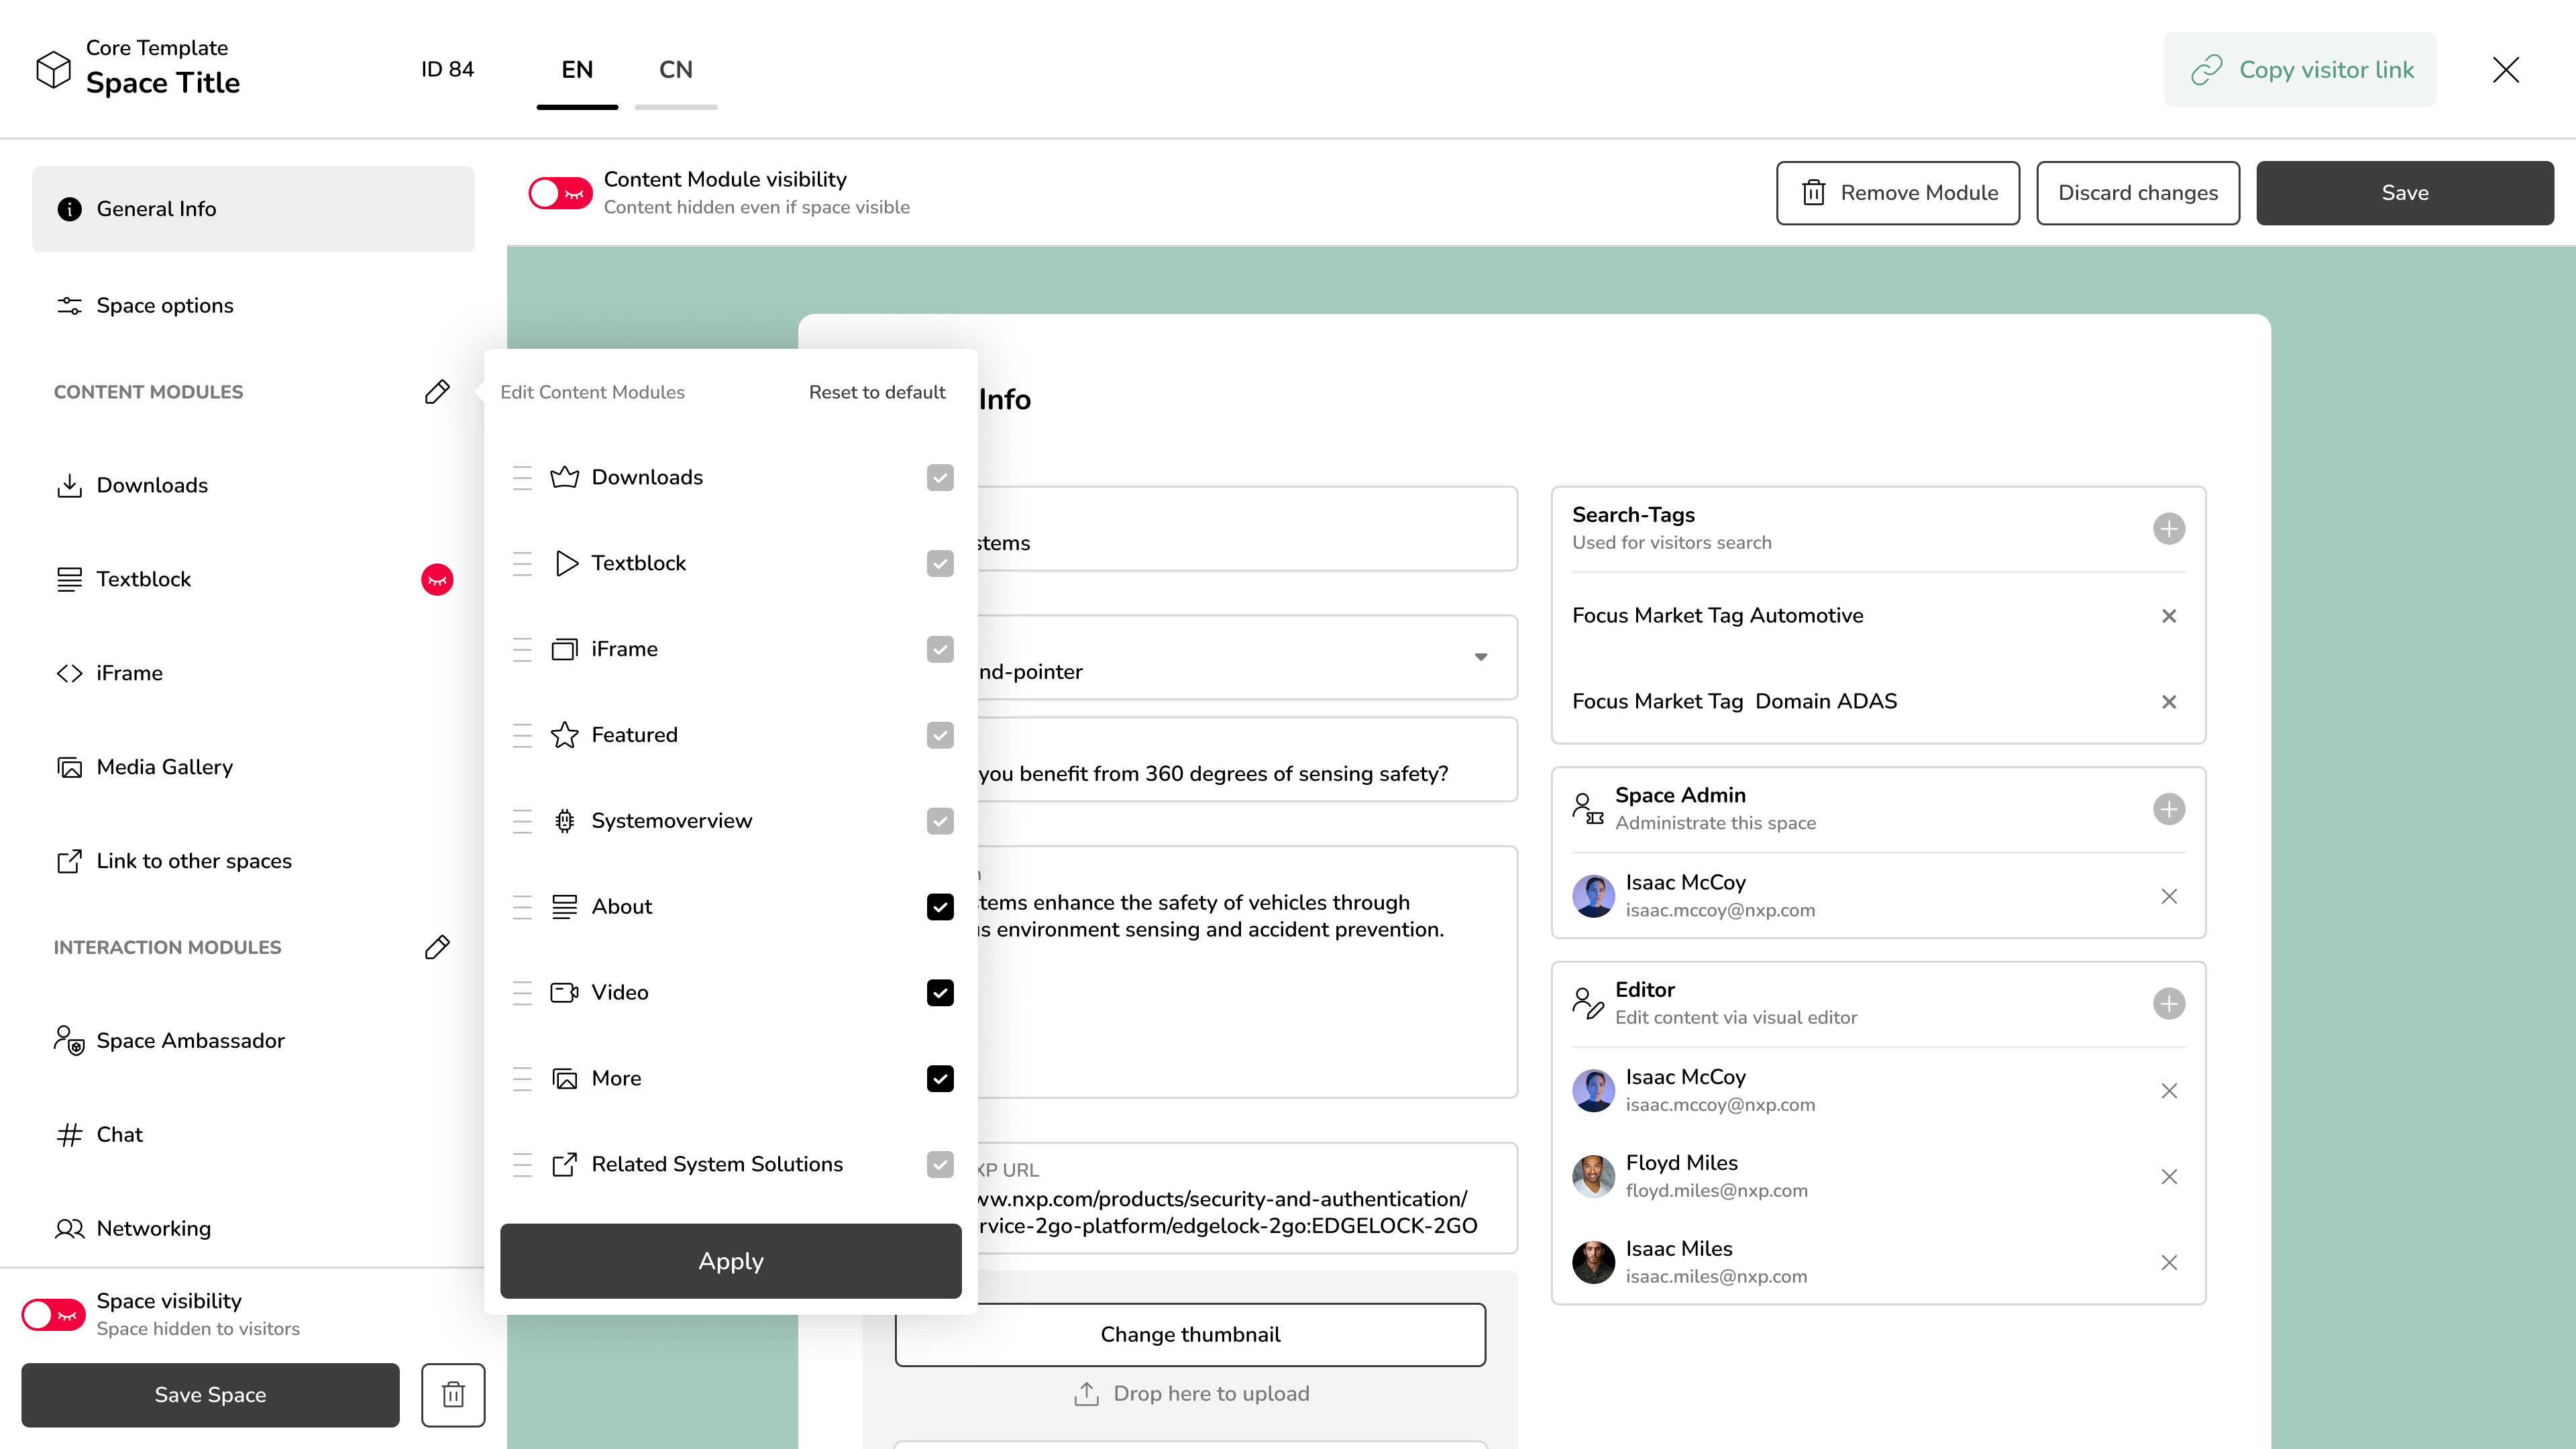 Core Template
Space Title
ID 84
EN
CN
Copy visitor link
General Info
Space options
CONTENT MODULES
Downloads
Textblock
iFrame
Media Gallery
Link to other spaces
INTERACTION MODULES
Space Ambassador
Chat
Networking
Space visibility
Space hidden to visitors
Save Space
Content Module visibility
Content hidden even if space visible
Remove Module
Discard changes
Save
Edit Content Modules
Reset to default
Downloads
Textblock
iFrame
Featured
Systemoverview
About
Video
More
Related System Solutions
Apply
Info
stems
nd-pointer
you benefit from 360 degrees of sensing safety?
stems enhance the safety of vehicles through
s environment sensing and accident prevention.
XP URL
ww.nxp.com/products/security-and-authentication/
rvice-2go-platform/edgelock-2go:EDGELOCK-2GO
Change thumbnail
Drop here to upload
Search-Tags
Used for visitors search
Focus Market Tag Automotive
Focus Market Tag  Domain ADAS
Space Admin
Administrate this space
Isaac McCoy
isaac.mccoy@nxp.com
Editor
Edit content via visual editor
Isaac McCoy
isaac.mccoy@nxp.com
Floyd Miles
floyd.miles@nxp.com
Isaac Miles
isaac.miles@nxp.com